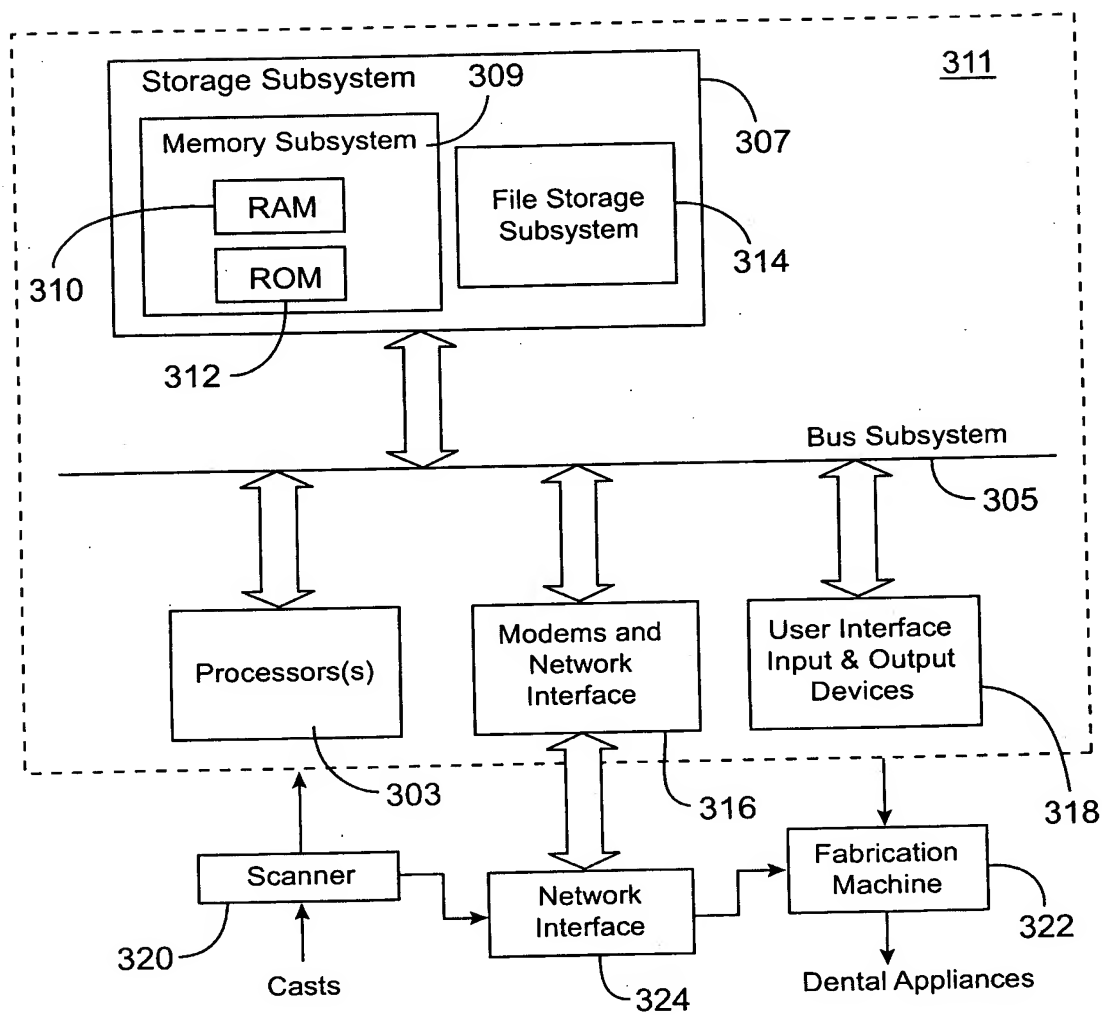 311
Storage Subsystem
309
307
Memory Subsystem
RAM
310
ROM
312
File Storage
Subsystem
314
Bus Subsystem
305
Processors(s)
303
Modems and
Network
Interface
316
User Interface
Input & Output
Devices
318
Scanner
320
Casts
Network
Interface
324
Fabrication
Machine
322
Dental Appliances